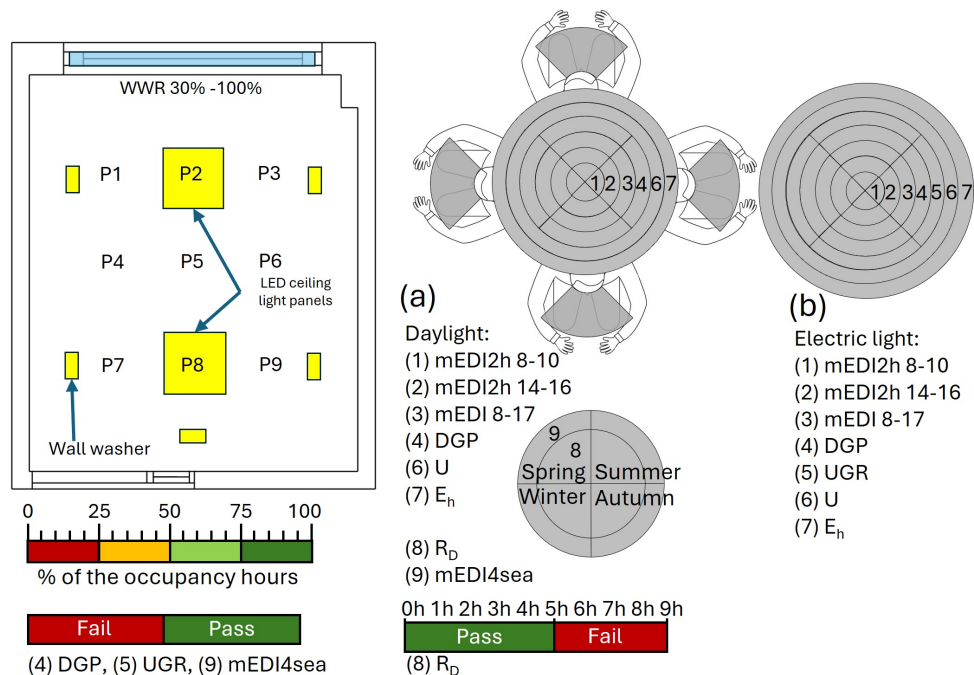 WWR 30% -100%
P1 P2 P3
P4 P5 P6
LED ceiling
light panels
P7 P8 P9
Wall washer
0 25 50 75 100
% of the occupancy hours
Fail Pass
(4) DGP, (5) UGR, (9) mEDI4sea
1 2 3 4 6 7
(a)
Daylight:
(1) mEDI2h 8-10
(2) mEDI2h 14-16
(3) mEDI 8-17
(4) DGP
(6) U
(7) Eh
(8) RD
(9) mEDI4sea
9
8
Spring Summer
Winter Autumn
0h 1h 2h 3h 4h 5h 6h 7h 8h 9h
Pass Fail
(8) RD
1 2 3 4 5 6 7
(b)
Electric light:
(1) mEDI2h 8-10
(2) mEDI2h 14-16
(3) mEDI 8-17
(4) DGP
(5) UGR
(6) U
(7) Eh